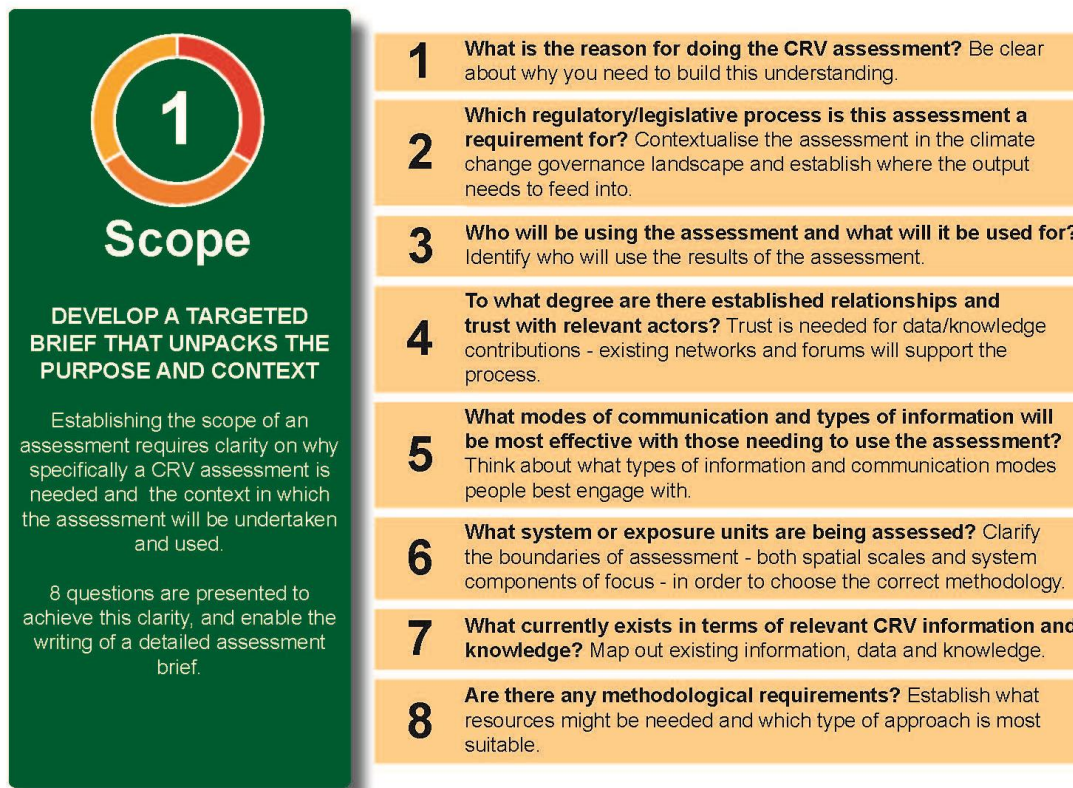 1
Scope
DEVELOP A TARGETED
BRIEF THAT UNPACKS THE
PURPOSE AND CONTEXT
Establishing the scope of an
assessment requires clarity on why
specifically a CRV assessment is
needed and the context in which
the assessment will be undertaken
and used.
8 questions are presented to
achieve this clarity, and enable the
writing of a detailed assessment
brief.
1
What is the reason for doing the CRV assessment? Be clear
about why you need to build this understanding.
2
Which regulatory/legislative process is this assessment a
requirement for? Contextualise the assessment in the climate
change governance landscape and establish where the output
needs to feed into.
3
Who will be using the assessment and what will it be used for?
Identify who will use the results of the assessment.
4
To what degree are there established relationships and
trust with relevant actors? Trust is needed for data/knowledge
contributions - existing networks and forums will support the
process.
5
What modes of communication and types of information will
be most effective with those needing to use the assessment?
Think about what types of information and communication modes
people best engage with.
6
What system or exposure units are being assessed? Clarify
the boundaries of assessment - both spatial scales and system
components of focus - in order to choose the correct methodology.
7
What currently exists in terms of relevant CRV information and
knowledge? Map out existing information, data and knowledge.
8
Are there any methodological requirements? Establish what
resources might be needed and which type of approach is most
suitable.